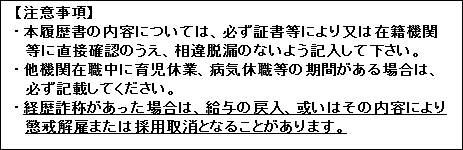 【注意事項】
・本履歴書の内容については、必ず証書等により又は在籍機関
等に直接確認のうえ、相違脱漏のないよう記入して下さい。
・他機関在職中に育児休業、病気休職等の期間がある場合は、
必ず記載してください。
・経歴詐称があった場合は、給与の戻入、或いはその内容により
懲戒解雇または採用取消となることがあります。